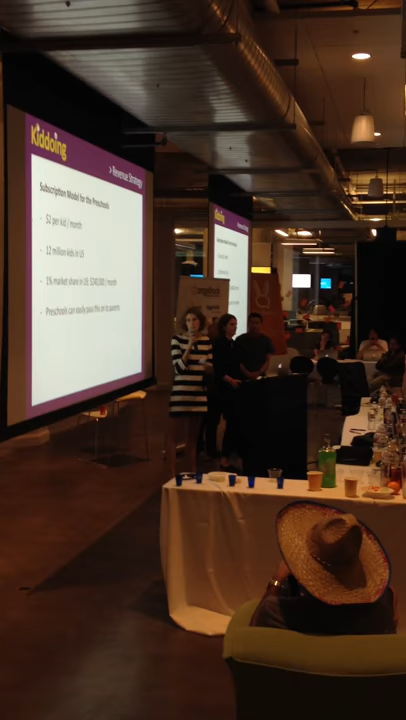 Kiddoing
> Revenue Strategy
Subscription Model for the Preschools
- $2 per kid / month
- 12 million kids in US
- 1% market share in US: $240,000 / month
- Preschools can easily pass this on to parents